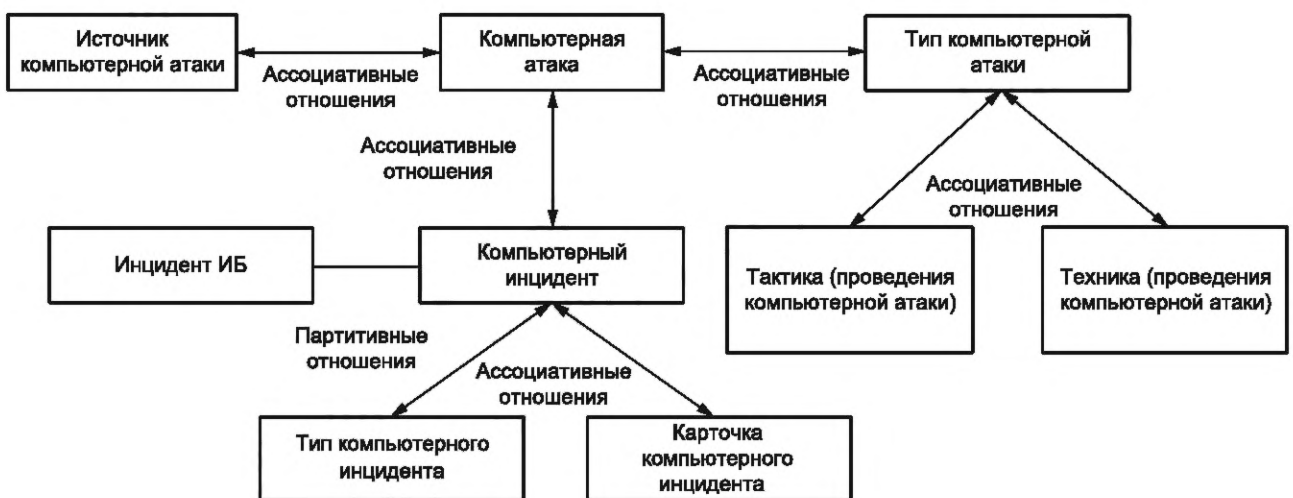 Источник
компьютерной атаки
Ассоциативные
отношения
Компьютерная
атака
Ассоциативные
отношения
Тип компьютерной
атаки
Ассоциативные
отношения
Ассоциативные
отношения
Инцидент ИБ
Компьютерный
инцидент
Тактика (проведения
компьютерной атаки)
Техника (проведения
компьютерной атаки)
Партитивные
отношения
Ассоциативные
отношения
Тип компьютерного
инцидента
Карточка
компьютерного
инцидента